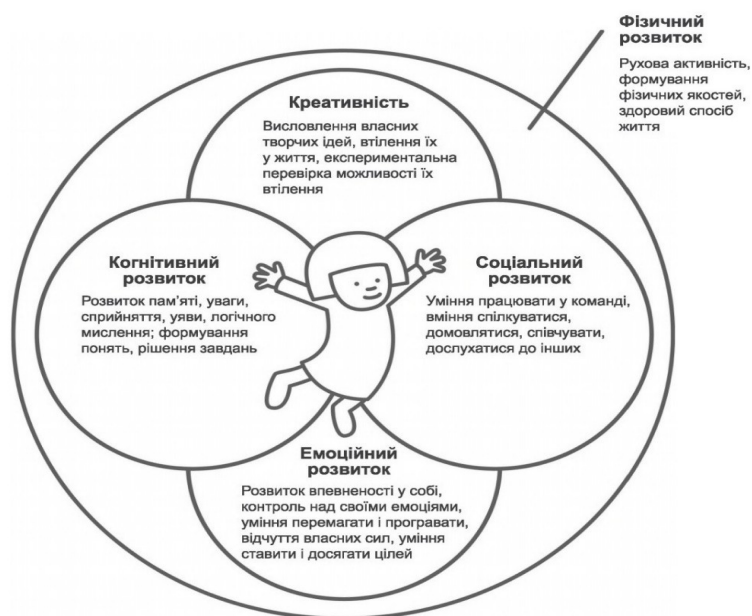 Фізичний
розвиток
Рухова активність,
формування
фізичних якостей,
здоровий спосіб
життя
Креативність
Висловлення власних
творчих ідей, втілення їх
у життя, експериментальна
перевірка можливості їх
втілення
Когнітивний
розвиток
Розвиток пам’яті, уваги,
сприйняття, уяви, логічного
мислення; формування
понять, рішення завдань
Соціальний
розвиток
Уміння працювати у команді,
вміння спілкуватися,
домовлятися, співчувати,
дослухатися до інших
Емоційний
розвиток
Розвиток впевненості у собі,
контроль над своїми емоціями,
уміння перемагати і програвати,
відчуття власних сил, уміння
ставити і досягати цілей